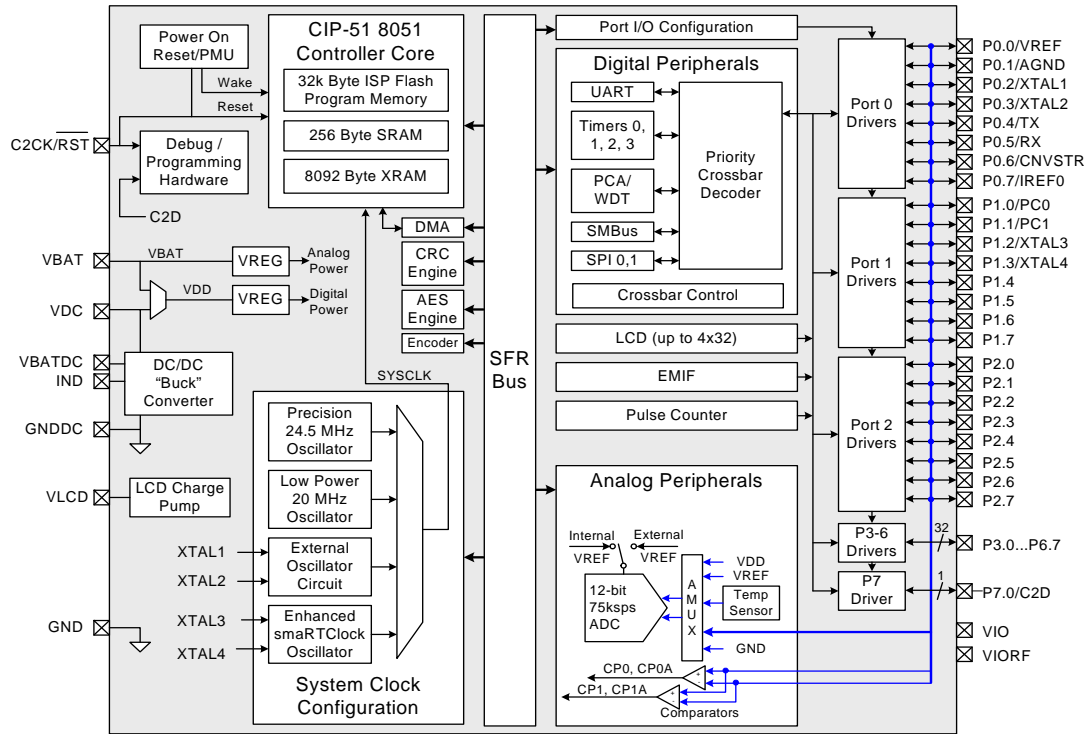 Power On
Reset/PMU
Wake
Reset
C2CK/RST
Debug /
Programming
Hardware
C2D
CIP-51 8051
Controller Core
32k Byte ISP Flash
Program Memory
256 Byte SRAM
8092 Byte XRAM
DMA
CRC
Engine
AES
Engine
Encoder
SYSCLK
VBAT
VBAT
VREG
Analog
Power
VDC
VDD
VREG
Digital
Power
VBATDC
IND
DC/DC
“Buck”
Converter
GNDDC
VLCD
LCD Charge
Pump
GND
Precision
24.5 MHz
Oscillator
Low Power
20 MHz
Oscillator
XTAL1
XTAL2
External
Oscillator
Circuit
XTAL3
XTAL4
Enhanced
smaRTClock
Oscillator
System Clock
Configuration
SFR
Bus
Port I/O Configuration
Digital Peripherals
UART
Timers 0,
1, 2, 3
PCA/
WDT
SMBus
SPI 0,1
Priority
Crossbar
Decoder
Crossbar Control
LCD (up to 4x32)
EMIF
Pulse Counter
Analog Peripherals
Internal
VREF
External
VREF
12-bit
75ksps
ADC
A
M
U
X
VDD
VREF
Temp
Sensor
GND
CP0, CP0A
+
-
CP1, CP1A
+
-
Comparators
Port 0
Drivers
Port 1
Drivers
Port 2
Drivers
P3-6
Drivers
P7
Driver
32
1
P0.0/VREF
P0.1/AGND
P0.2/XTAL1
P0.3/XTAL2
P0.4/TX
P0.5/RX
P0.6/CNVSTR
P0.7/IREF0
P1.0/PC0
P1.1/PC1
P1.2/XTAL3
P1.3/XTAL4
P1.4
P1.5
P1.6
P1.7
P2.0
P2.1
P2.2
P2.3
P2.4
P2.5
P2.6
P2.7
P3.0...P6.7
P7.0/C2D
VIO
VIORF